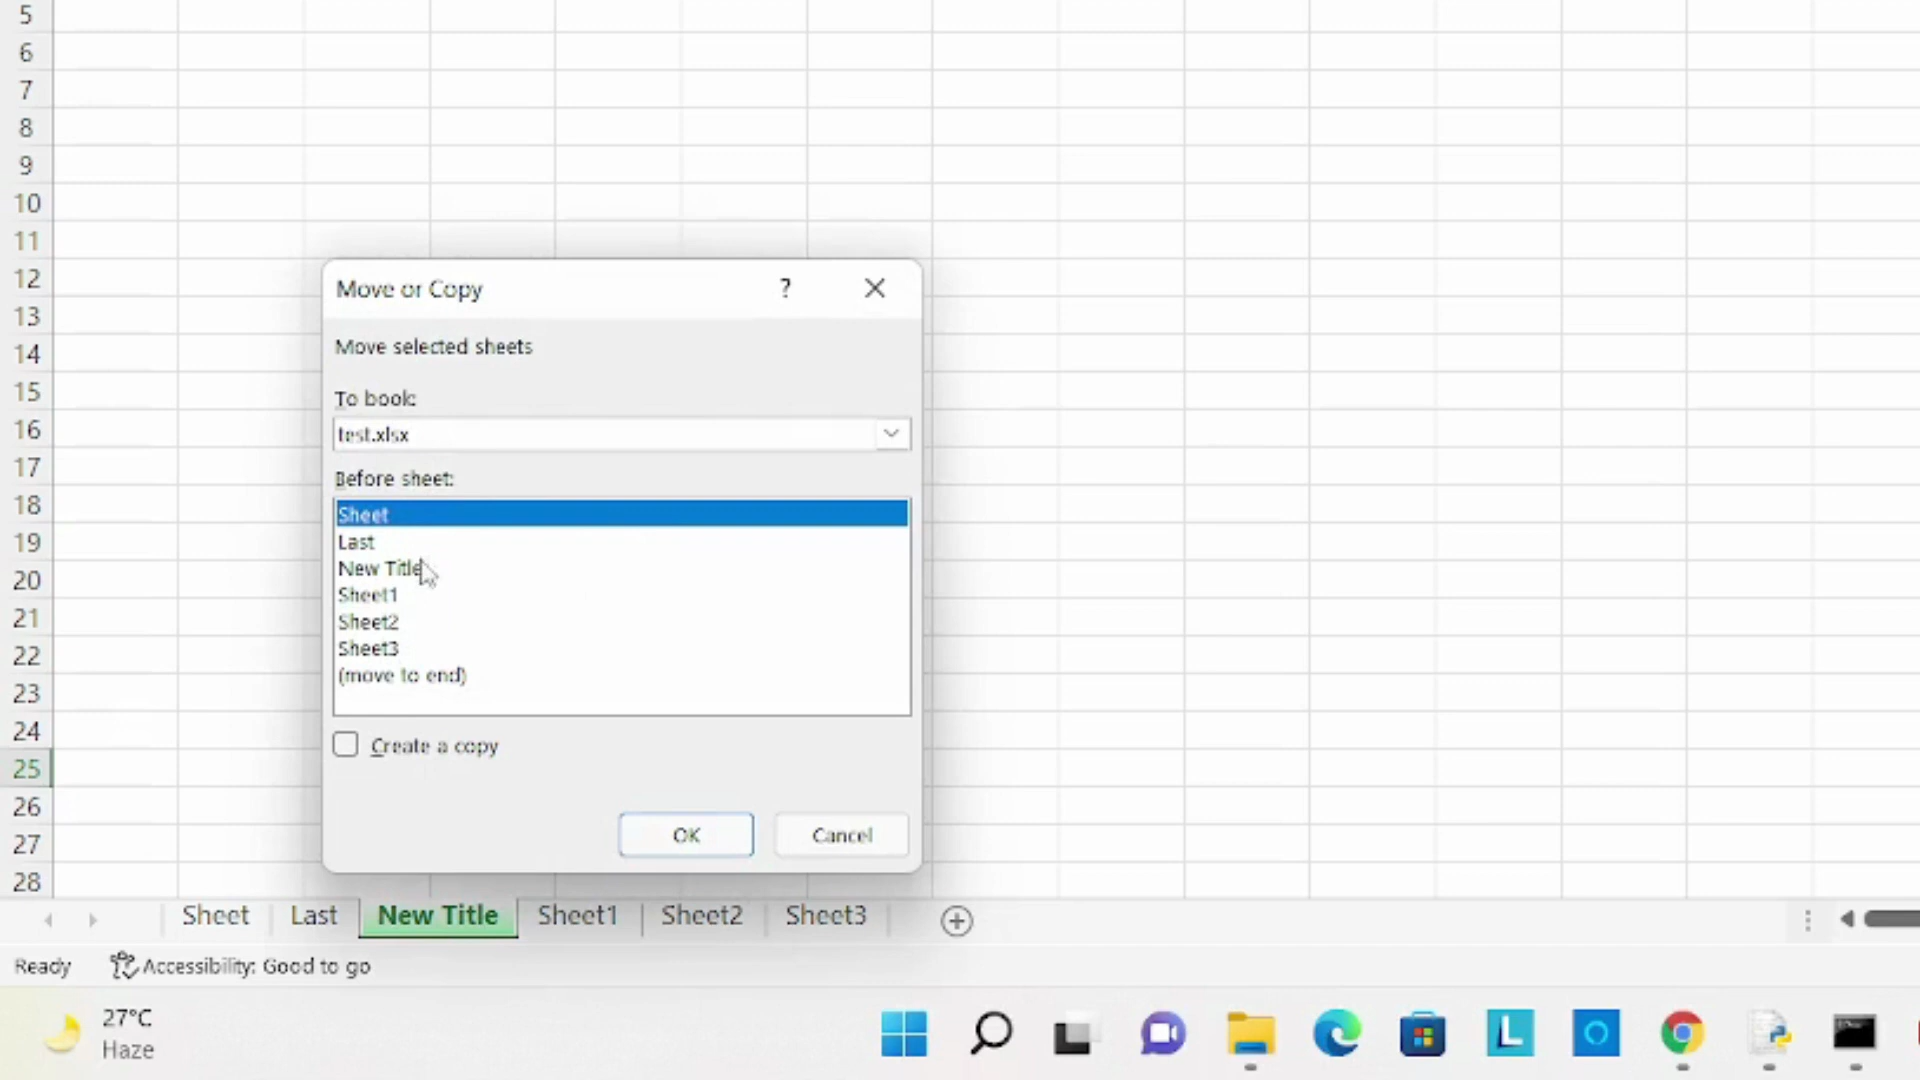 5
6
7
8
9
10
11
12
13
14
15
16
17
18
19
20
21
22
23
24
25
26
27
28
Move or Copy ?
Move selected sheets
To book:
test.xlsx
Before sheet:
Sheet
Last
New Title
Sheet1
Sheet2
Sheet3
(move to end)
Create a copy
OK Cancel
Sheet Last New Title Sheet1 Sheet2 Sheet3
Ready Accessibility: Good to go
27°C
Haze
L